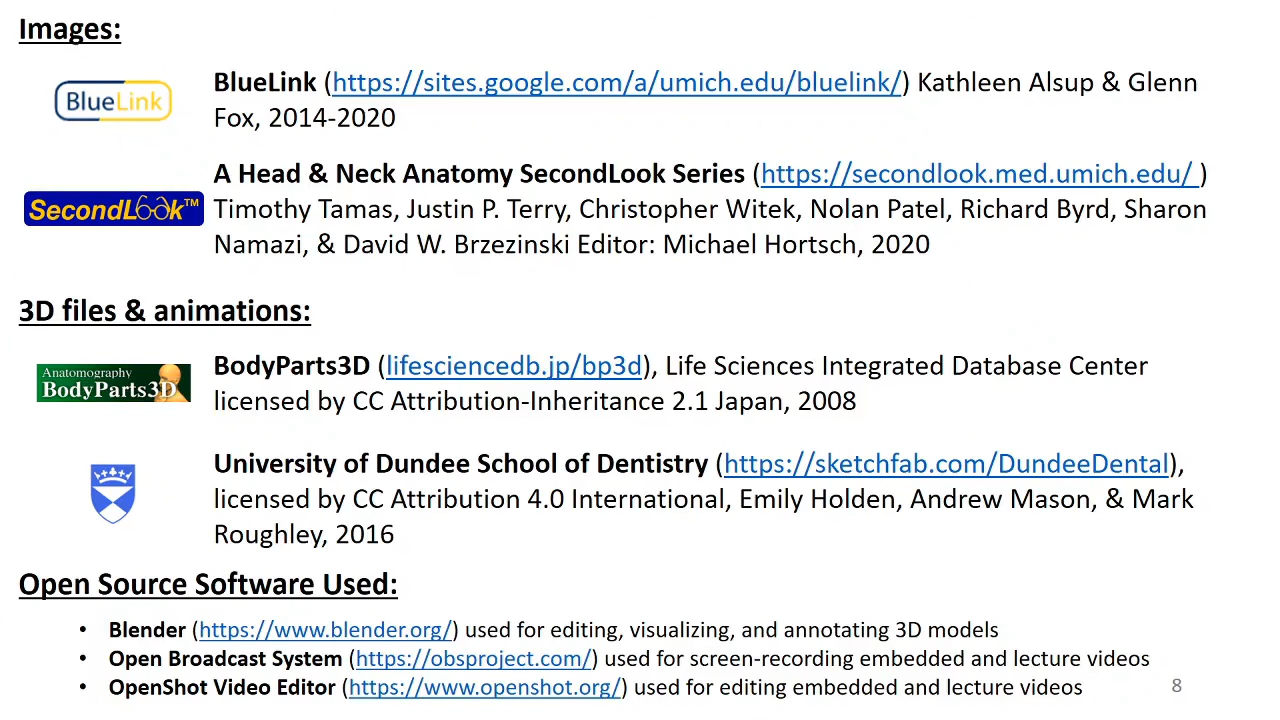 Images:
BlueLink
BlueLink (https://sites.google.com/a/umich.edu/bluelink/) Kathleen Alsup & Glenn
Fox, 2014-2020
A Head & Neck Anatomy SecondLook Series (https://secondlook.med.umich.edu/ )
SecondLook™
Timothy Tamas, Justin P. Terry, Christopher Witek, Nolan Patel, Richard Byrd, Sharon
Namazi, & David W. Brzezinski Editor: Michael Hortsch, 2020
3D files & animations:
Anatomography
BodyParts3D
BodyParts3D (lifesciencedb.jp/bp3d), Life Sciences Integrated Database Center
licensed by CC Attribution-Inheritance 2.1 Japan, 2008
University of Dundee School of Dentistry (https://sketchfab.com/DundeeDental),
licensed by CC Attribution 4.0 International, Emily Holden, Andrew Mason, & Mark
Roughley, 2016
Open Source Software Used:
• Blender (https://www.blender.org/) used for editing, visualizing, and annotating 3D models
• Open Broadcast System (https://obsproject.com/) used for screen-recording embedded and lecture videos
• OpenShot Video Editor (https://www.openshot.org/) used for editing embedded and lecture videos
8